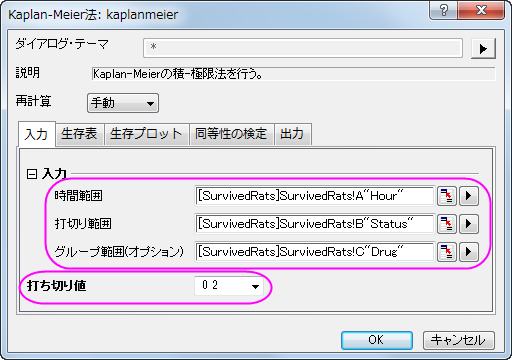 Kaplan-Meier法: kaplanmeier
ダイアログ・テーマ *
説明 Kaplan-Meierの積-極限法を行う。
再計算 手動
入力 生存表 生存プロット 同等性の検定 出力
入力
時間範囲 [SurvivedRats]SurvivedRats!A"Hour"
打切り範囲 [SurvivedRats]SurvivedRats!B"Status"
グループ範囲(オプション) [SurvivedRats]SurvivedRats!C"Drug"
打ち切り値 0 2
OK キャンセル